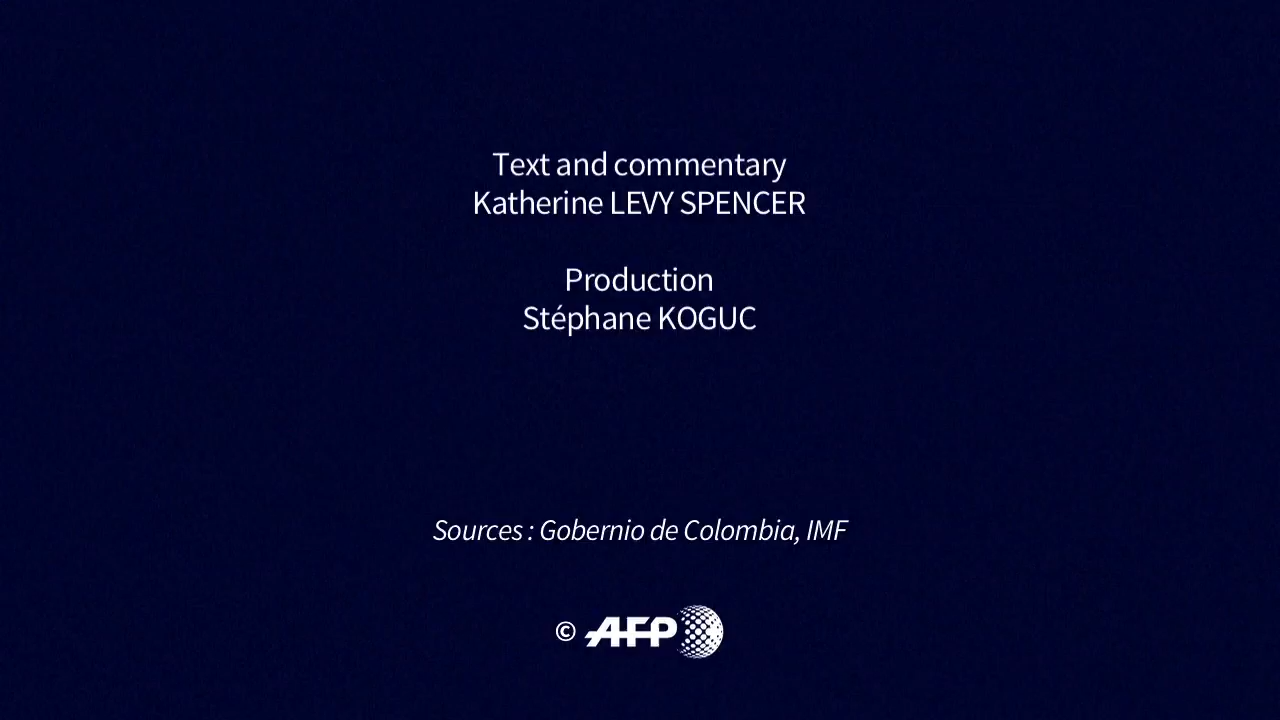 Text and commentary
Katherine LEVY SPENCER
Production
Stéphane KOGUC
Sources : Gobernio de Colombia, IMF
© AFP